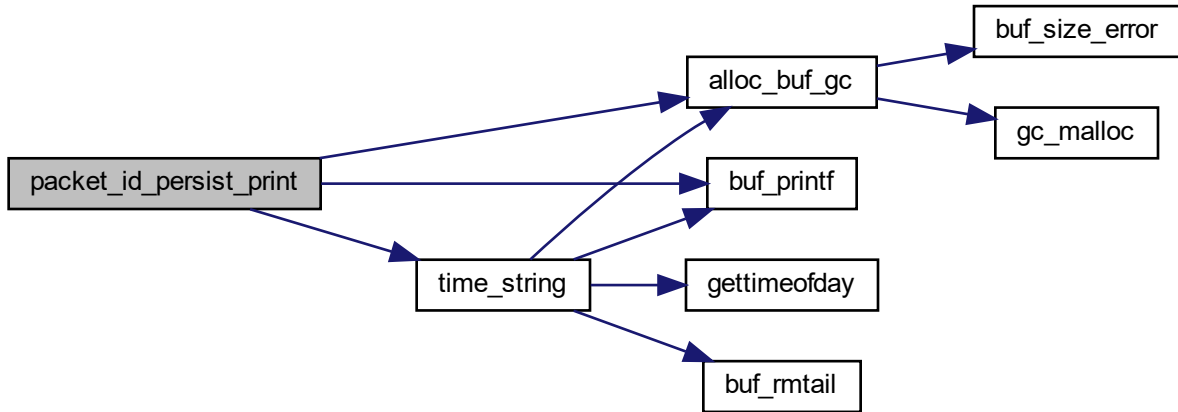 buf_size_error
alloc_buf_gc
gc_malloc
packet_id_persist_print
buf_printf
time_string
gettimeofday
buf_rmtail